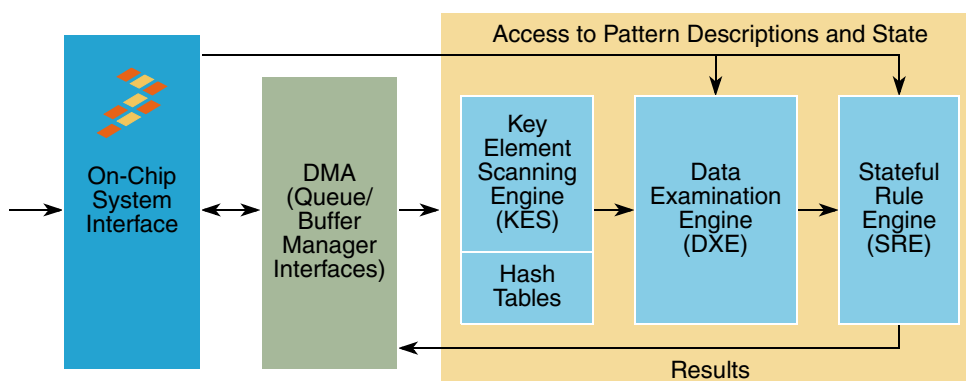 Access to Pattern Descriptions and State
On-Chip
System
Interface
DMA
(Queue/
Buffer
Manager
Interfaces)
Key
Element
Scanning
Engine
(KES)
Hash
Tables
Data
Examination
Engine
(DXE)
Stateful
Rule
Engine
(SRE)
Results